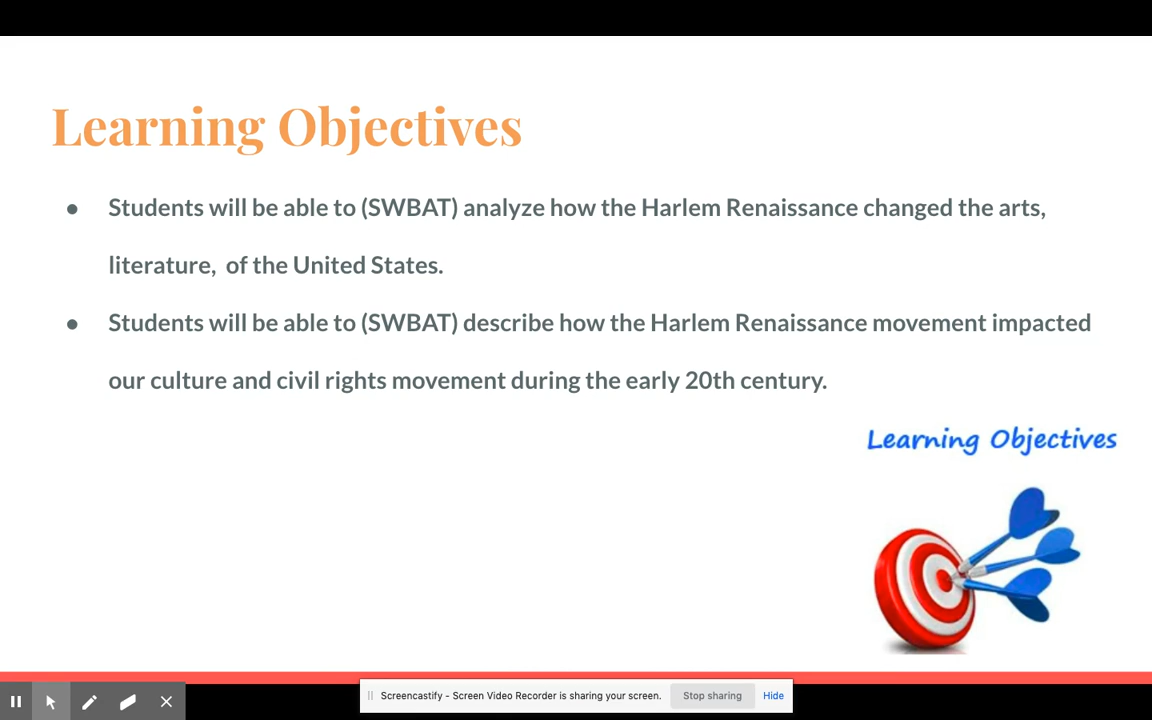 Learning Objectives
● Students will be able to (SWBAT) analyze how the Harlem Renaissance changed the arts,
literature,  of the United States.
● Students will be able to (SWBAT) describe how the Harlem Renaissance movement impacted
our culture and civil rights movement during the early 20th century.
Learning Objectives
Screencastify - Screen Video Recorder is sharing your screen. Stop sharing Hide